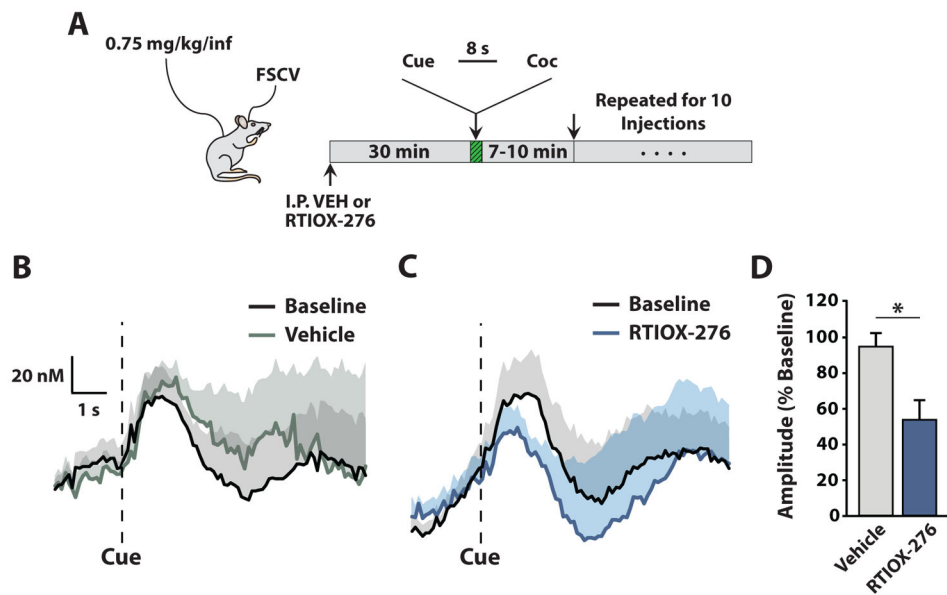 A
0.75 mg/kg/inf
FSCV
Cue
8 s
Coc
Repeated for 10
Injections
30 min
7-10 min
. . . .
I.P. VEH or
RTIOX-276
B
Baseline
Vehicle
20 nM
1 s
Cue
C
Baseline
RTIOX-276
Cue
D
Amplitude (% Baseline)
120
100
80
60
40
20
0
*
Vehicle
RTIOX-276